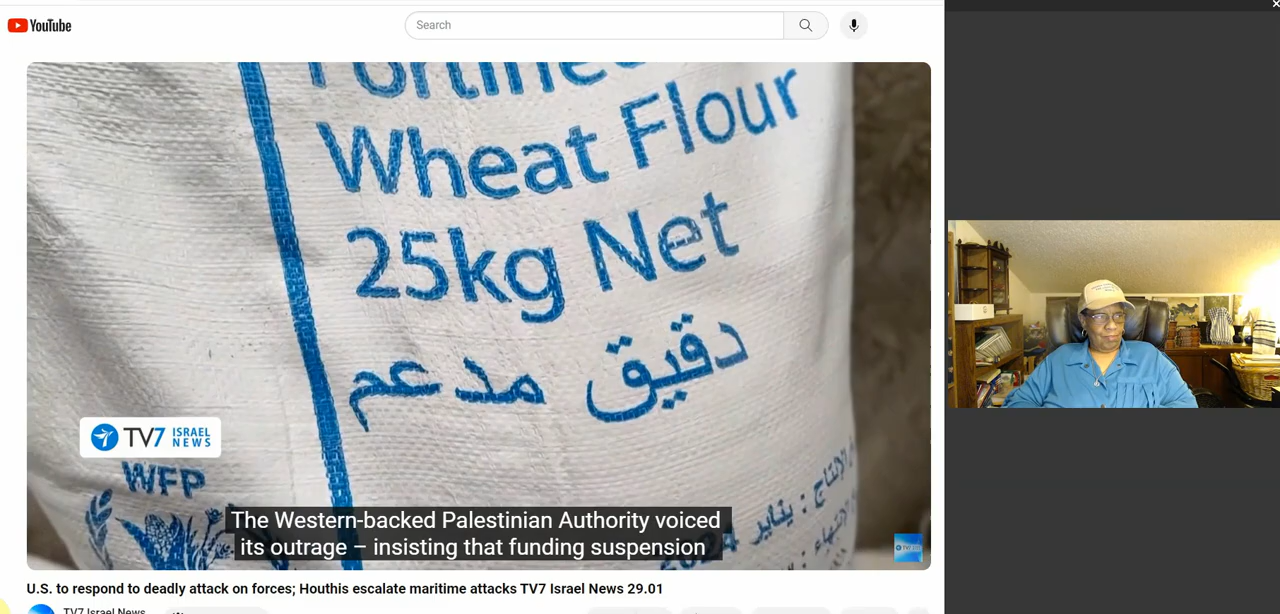 YouTube
Search
Fortified
Wheat Flour
25kg Net
دقيق مدعم
TV7 ISRAEL
NEWS
WFP
The Western-backed Palestinian Authority voiced
its outrage – insisting that funding suspension
TV7
U.S. to respond to deadly attack on forces; Houthis escalate maritime attacks TV7 Israel News 29.01
TV7 Israel News